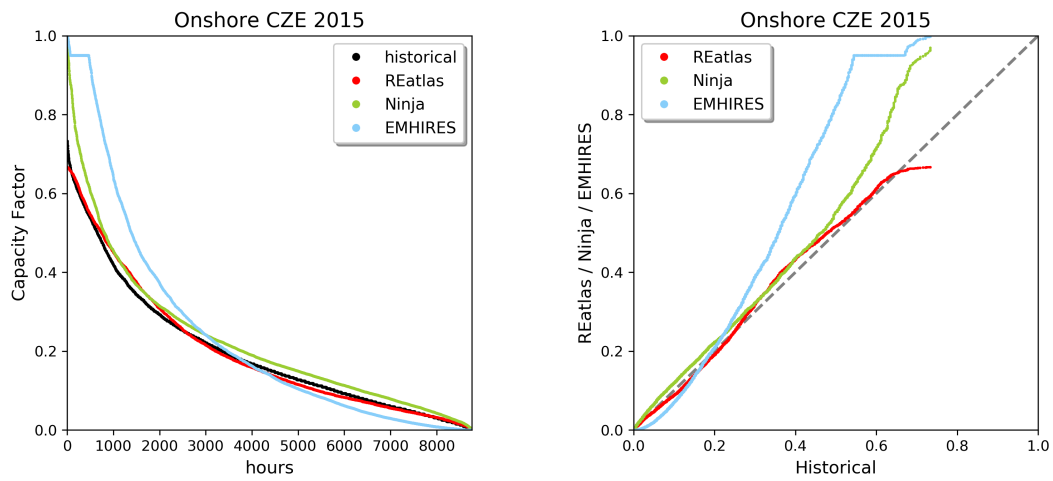 Onshore CZE 2015
1.0
0.8
0.6
0.4
0.2
0.0
Capacity Factor
historical
REatlas
Ninja
EMHIRES
0 1000 2000 3000 4000 5000 6000 7000 8000
hours
Onshore CZE 2015
1.0
0.8
0.6
0.4
0.2
0.0
REatlas / Ninja / EMHIRES
REatlas
Ninja
EMHIRES
0.0 0.2 0.4 0.6 0.8 1.0
Historical